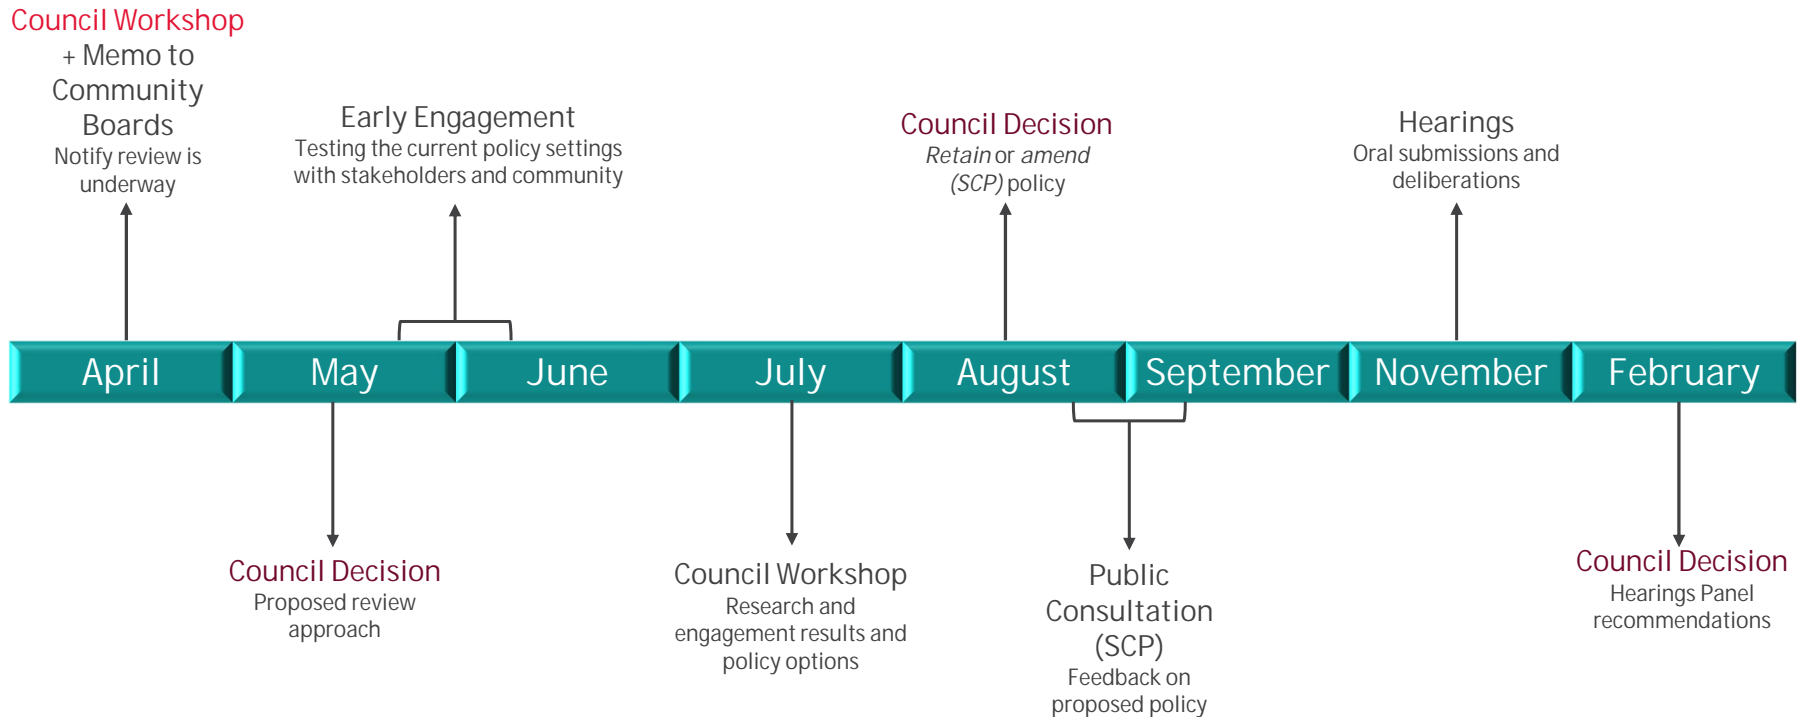 Council Workshop
+ Memo to
Community
Boards
Notify review is
underway
Early Engagement
Testing the current policy settings
with stakeholders and community
Council Decision
Retain or amend
(SCP) policy
Hearings
Oral submissions and
deliberations
April
May
June
July
August
September
November
February
Council Decision
Proposed review
approach
Council Workshop
Research and
engagement results and
policy options
Public
Consultation
(SCP)
Feedback on
proposed policy
Council Decision
Hearings Panel
recommendations